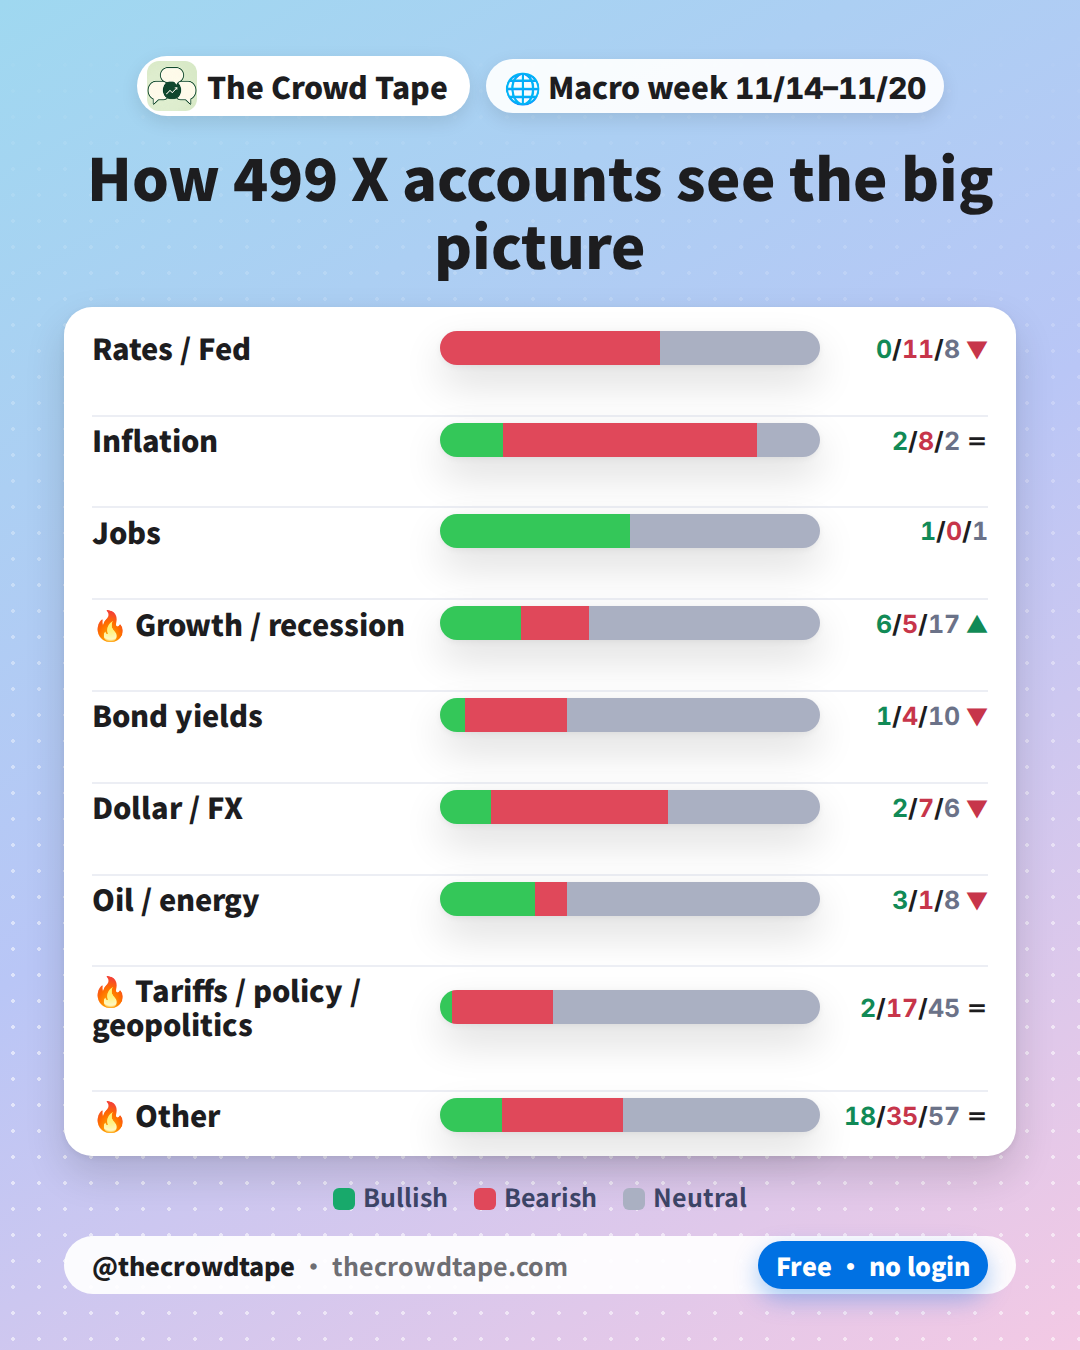 The Crowd Tape
🌐 Macro week 11/14–11/20
How 499 X accounts see the big
picture
Rates / Fed 0/11/8 ▼
Inflation 2/8/2 =
Jobs 1/0/1
🔥 Growth / recession 6/5/17 ▲
Bond yields 1/4/10 ▼
Dollar / FX 2/7/6 ▼
Oil / energy 3/1/8 ▼
🔥 Tariffs / policy /
geopolitics 2/17/45 =
🔥 Other 18/35/57 =
Bullish Bearish Neutral
@thecrowdtape • thecrowdtape.com Free • no login